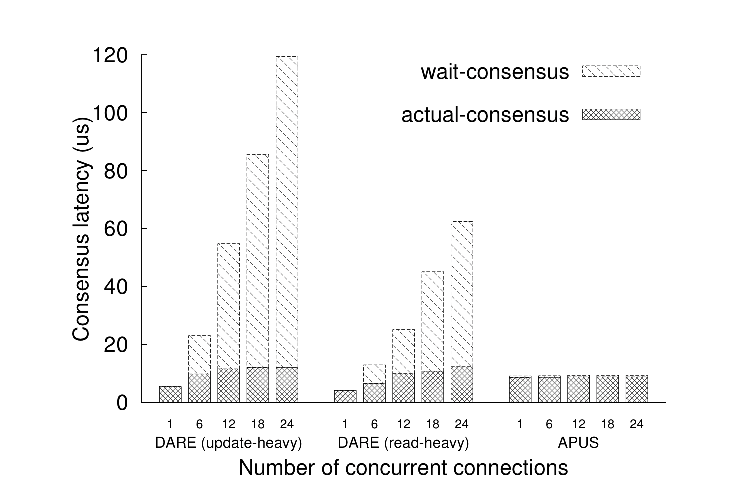 120
100
80
60
40
20
0
Consensus latency (us)
wait-consensus
actual-consensus
1 6 12 18 24 1 6 12 18 24 1 6 12 18 24
DARE (update-heavy) DARE (read-heavy) APUS
Number of concurrent connections